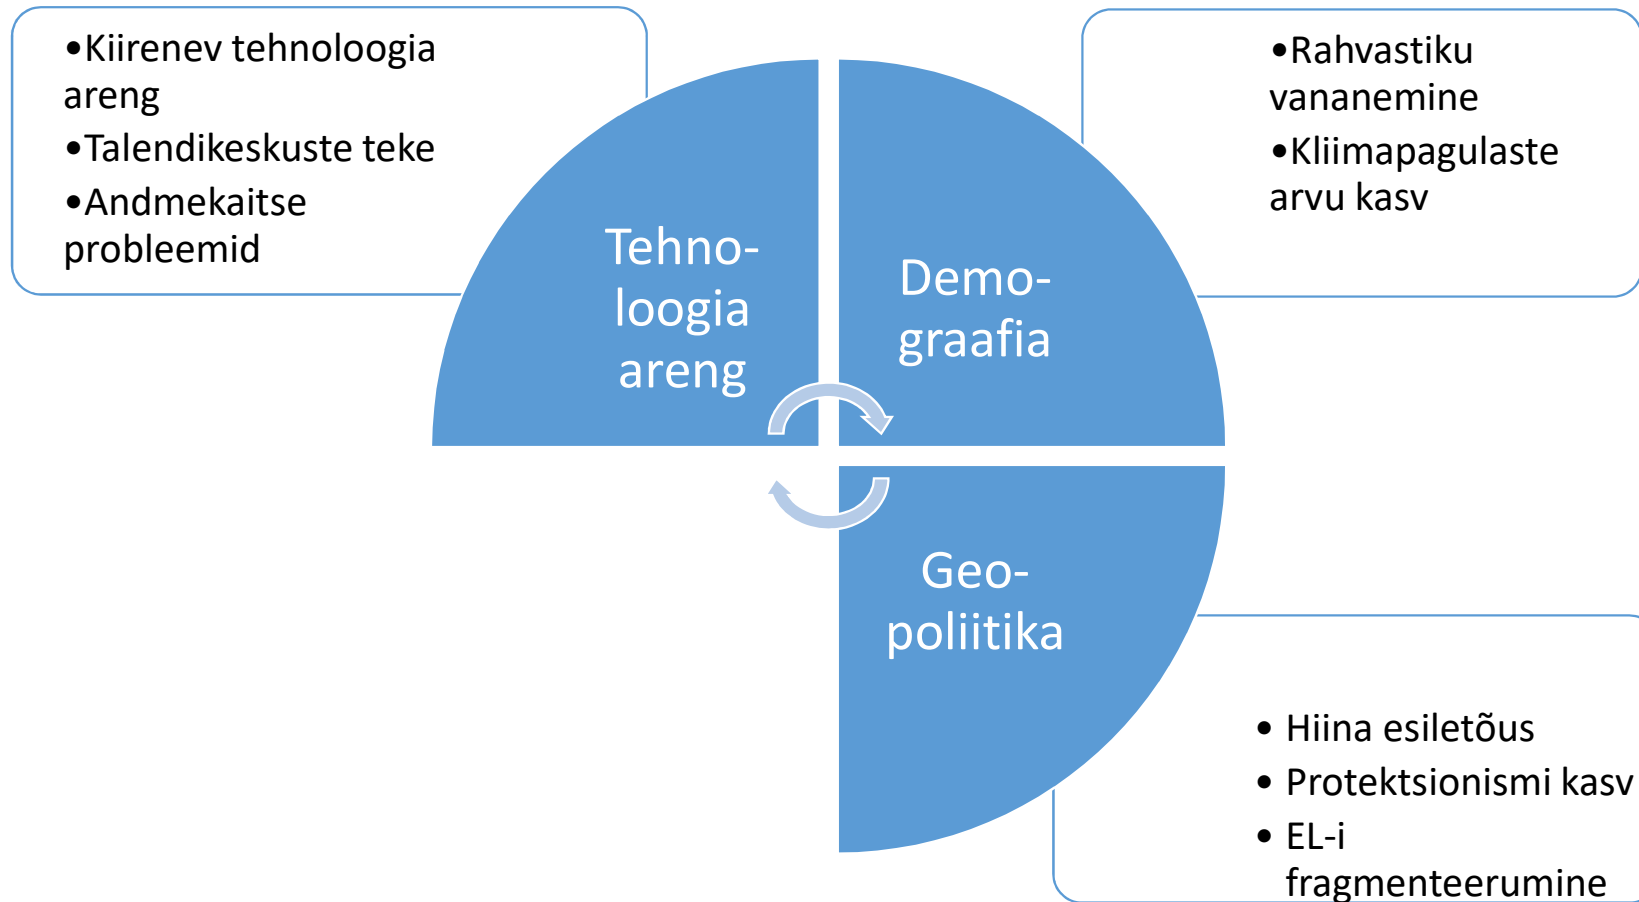 •Kiirenev tehnoloogia
areng
•Talendikeskuste teke
•Andmekaitse
probleemid
•Rahvastiku
vananemine
•Kliimapagulaste
arvu kasv
Tehno-
loogia
areng
Demo-
graafia
Geo-
poliitika
• Hiina esiletõus
• Protektsionismi kasv
• EL-i
fragmenteerumine